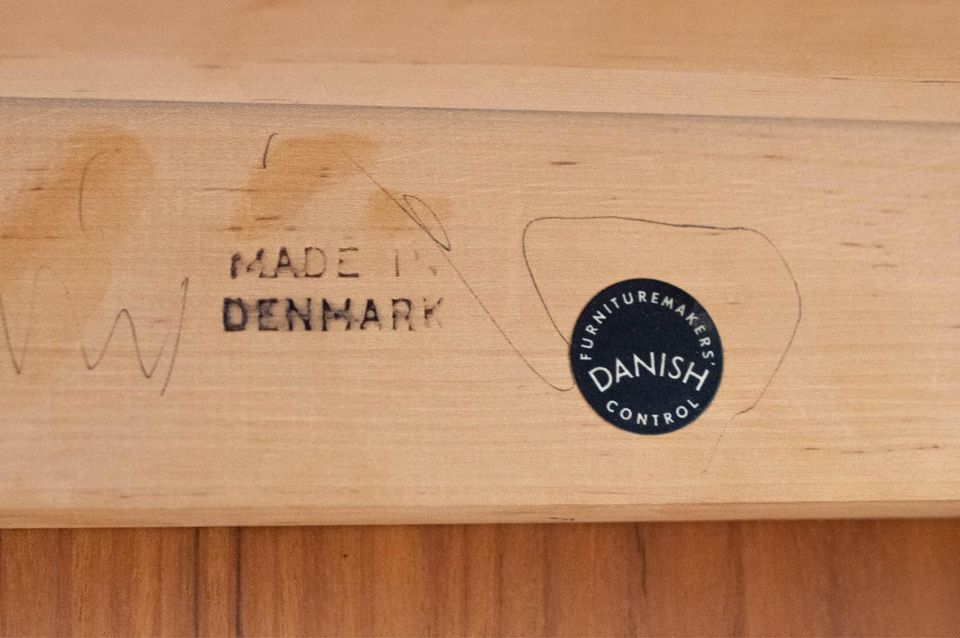 MADE IN
DENMARK
FURNITUREMAKERS'
DANISH
CONTROL